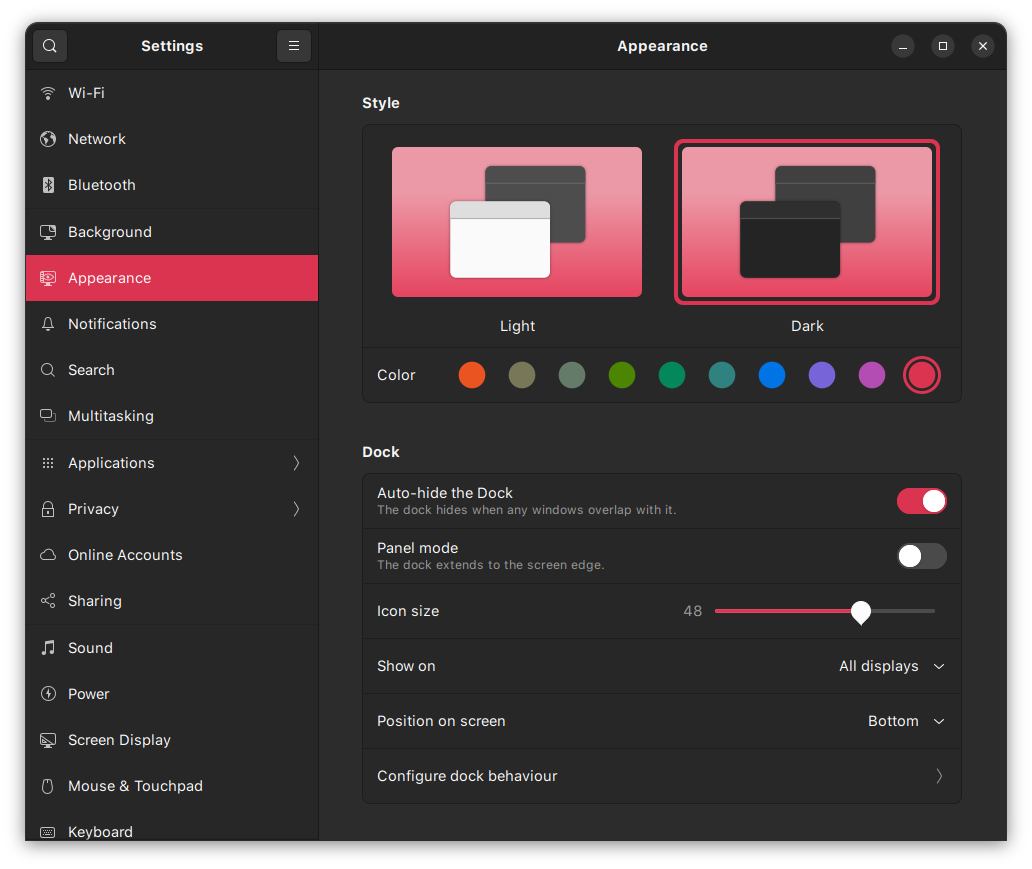 Settings
Appearance
Wi-Fi
Network
Bluetooth
Background
Appearance
Notifications
Search
Multitasking
Applications
Privacy
Online Accounts
Sharing
Sound
Power
Screen Display
Mouse & Touchpad
Keyboard
Style
Light
Dark
Color
Dock
Auto-hide the Dock
The dock hides when any windows overlap with it.
Panel mode
The dock extends to the screen edge.
Icon size 48
Show on All displays
Position on screen Bottom
Configure dock behaviour